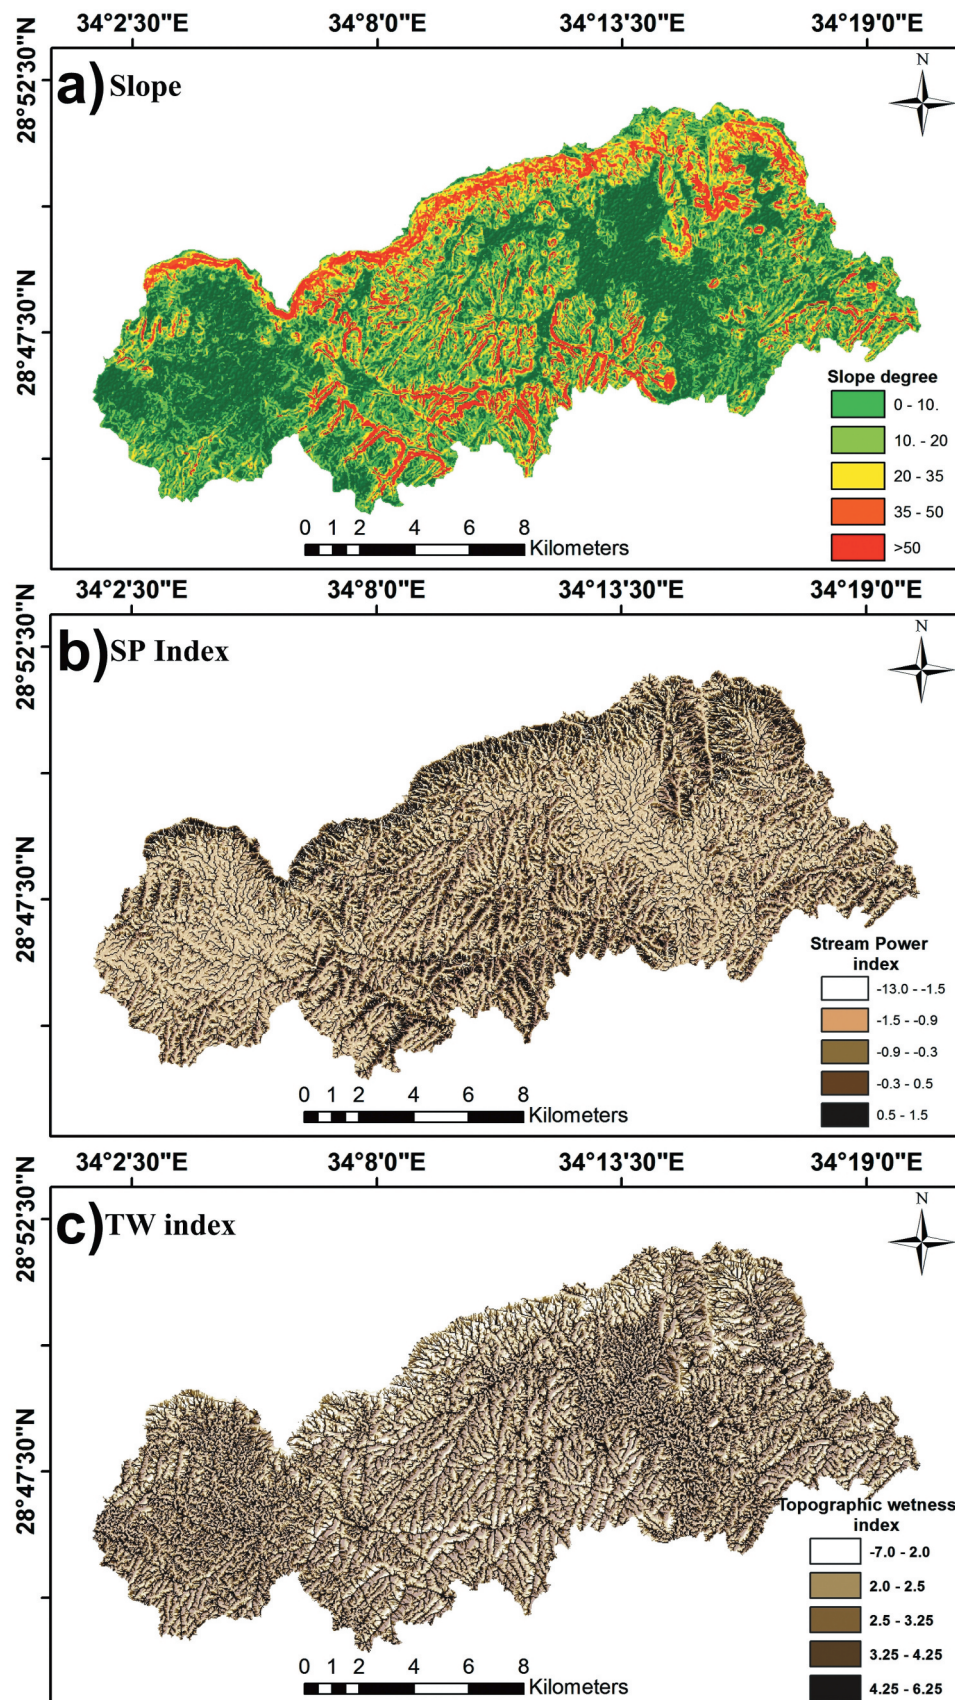 34°2'30"E 34°8'0"E 34°13'30"E 34°19'0"E
28°52'30"N
a) Slope
N
28°47'30"N
Slope degree
0 - 10.
10. - 20
20 - 35
35 - 50
>50
0 1 2 4 6 8
Kilometers
34°2'30"E 34°8'0"E 34°13'30"E 34°19'0"E
28°52'30"N
b) SP Index
N
28°47'30"N
Stream Power
index
-13.0 - -1.5
-1.5 - -0.9
-0.9 - -0.3
-0.3 - 0.5
0.5 - 1.5
0 1 2 4 6 8
Kilometers
34°2'30"E 34°8'0"E 34°13'30"E 34°19'0"E
28°52'30"N
c) TW index
N
28°47'30"N
Topographic wetness
index
-7.0 - 2.0
2.0 - 2.5
2.5 - 3.25
3.25 - 4.25
4.25 - 6.25
0 1 2 4 6 8
Kilometers